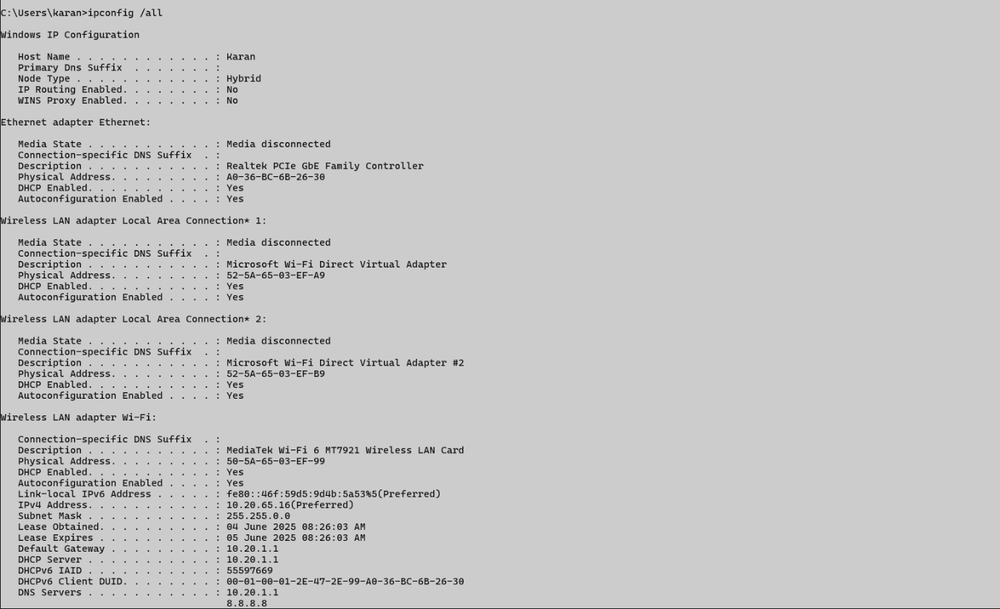 C:\Users\karan>ipconfig /all
Windows IP Configuration
Host Name . . . . . . . . . . . . : Karan
Primary Dns Suffix  . . . . . . . :
Node Type . . . . . . . . . . . . : Hybrid
IP Routing Enabled. . . . . . . . : No
WINS Proxy Enabled. . . . . . . . : No
Ethernet adapter Ethernet:
Media State . . . . . . . . . . . : Media disconnected
Connection-specific DNS Suffix  . :
Description . . . . . . . . . . . : Realtek PCIe GbE Family Controller
Physical Address. . . . . . . . . : A0-36-BC-6B-26-30
DHCP Enabled. . . . . . . . . . . : Yes
Autoconfiguration Enabled . . . . : Yes
Wireless LAN adapter Local Area Connection* 1:
Media State . . . . . . . . . . . : Media disconnected
Connection-specific DNS Suffix  . :
Description . . . . . . . . . . . : Microsoft Wi-Fi Direct Virtual Adapter
Physical Address. . . . . . . . . : 52-5A-65-03-EF-A9
DHCP Enabled. . . . . . . . . . . : Yes
Autoconfiguration Enabled . . . . : Yes
Wireless LAN adapter Local Area Connection* 2:
Media State . . . . . . . . . . . : Media disconnected
Connection-specific DNS Suffix  . :
Description . . . . . . . . . . . : Microsoft Wi-Fi Direct Virtual Adapter #2
Physical Address. . . . . . . . . : 52-5A-65-03-EF-B9
DHCP Enabled. . . . . . . . . . . : Yes
Autoconfiguration Enabled . . . . : Yes
Wireless LAN adapter Wi-Fi:
Connection-specific DNS Suffix  . :
Description . . . . . . . . . . . : MediaTek Wi-Fi 6 MT7921 Wireless LAN Card
Physical Address. . . . . . . . . : 50-5A-65-03-EF-99
DHCP Enabled. . . . . . . . . . . : Yes
Autoconfiguration Enabled . . . . : Yes
Link-local IPv6 Address . . . . . : fe80::46f:59d5:9d4b:5a53%5(Preferred)
IPv4 Address. . . . . . . . . . . : 10.20.65.16(Preferred)
Subnet Mask . . . . . . . . . . . : 255.255.0.0
Lease Obtained. . . . . . . . . . : 04 June 2025 08:26:03 AM
Lease Expires . . . . . . . . . . : 05 June 2025 08:26:03 AM
Default Gateway . . . . . . . . . : 10.20.1.1
DHCP Server . . . . . . . . . . . : 10.20.1.1
DHCPv6 IAID . . . . . . . . . . . : 55597669
DHCPv6 Client DUID. . . . . . . . : 00-01-00-01-2E-47-2E-99-A0-36-BC-6B-26-30
DNS Servers . . . . . . . . . . . : 10.20.1.1
8.8.8.8